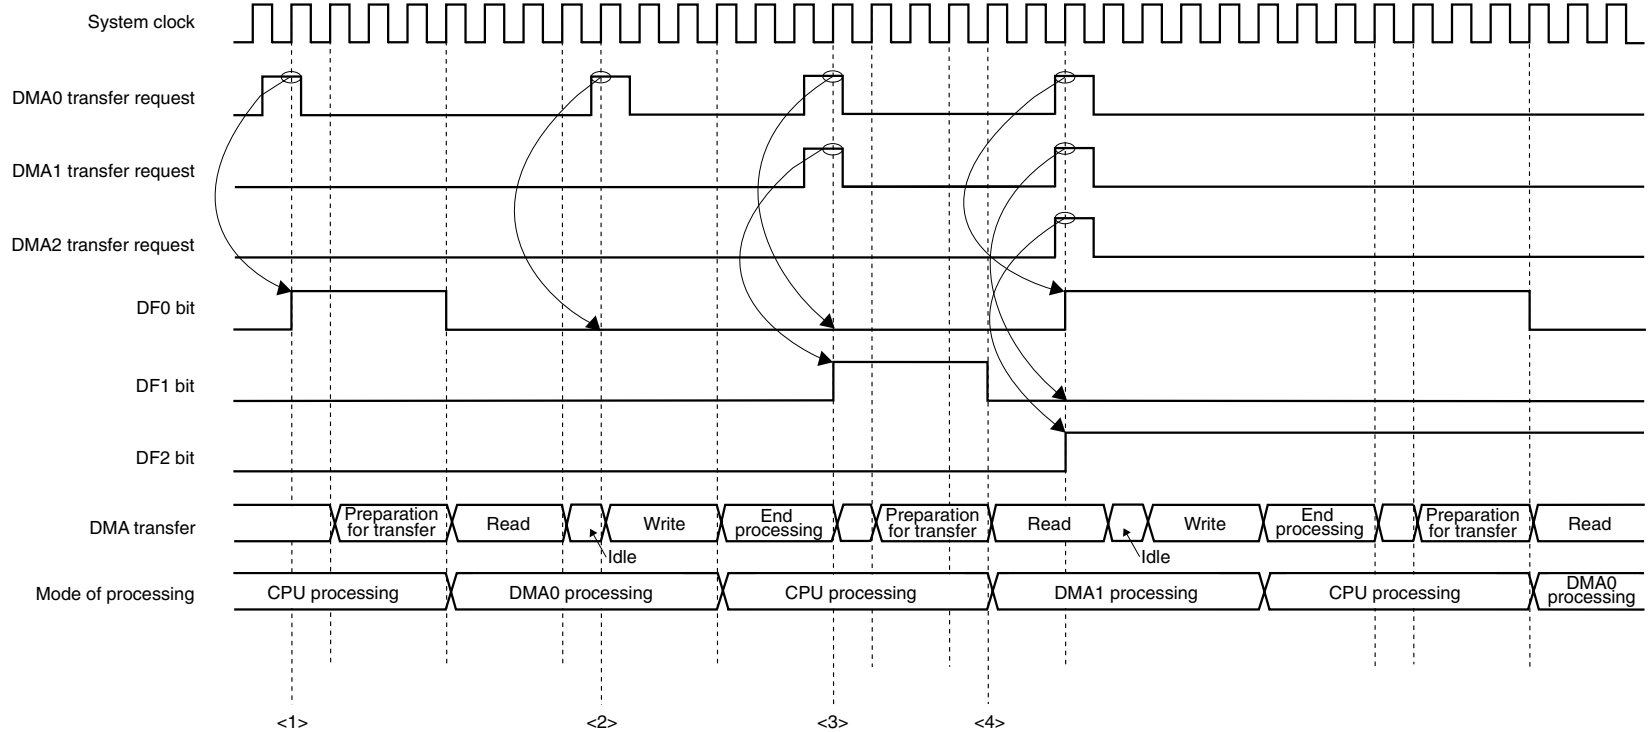 System clock
DMA0 transfer request
DMA1 transfer request
DMA2 transfer request
DF0 bit
DF1 bit
DF2 bit
DMA transfer
Preparation
for transfer
Read
Idle
Write
End
processing
Preparation
for transfer
Read
Idle
Write
End
processing
Preparation
for transfer
Read
Mode of processing
CPU processing
DMA0 processing
CPU processing
DMA1 processing
CPU processing
DMA0
processing
<1>
<2>
<3>
<4>